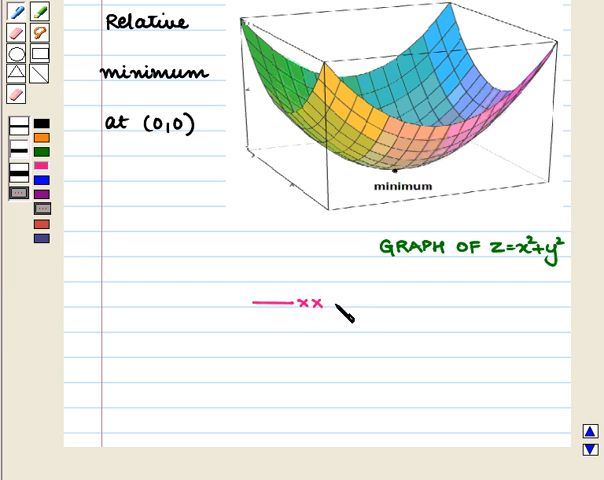 Relative
minimum
at (0,0)
minimum
GRAPH OF z=x²+y²
xx